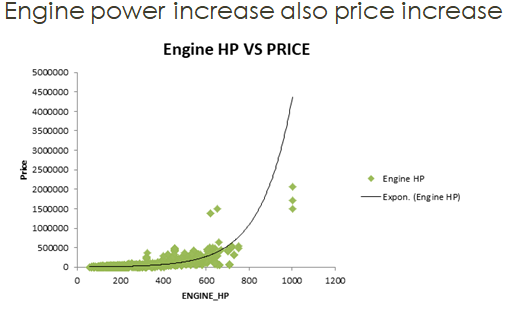 Engine power increase also price increase
Engine HP VS PRICE
5000000
4500000
4000000
3500000
3000000
2500000
2000000
1500000
1000000
500000
0
Price
0 200 400 600 800 1000 1200
ENGINE_HP
Engine HP
Expon. (Engine HP)